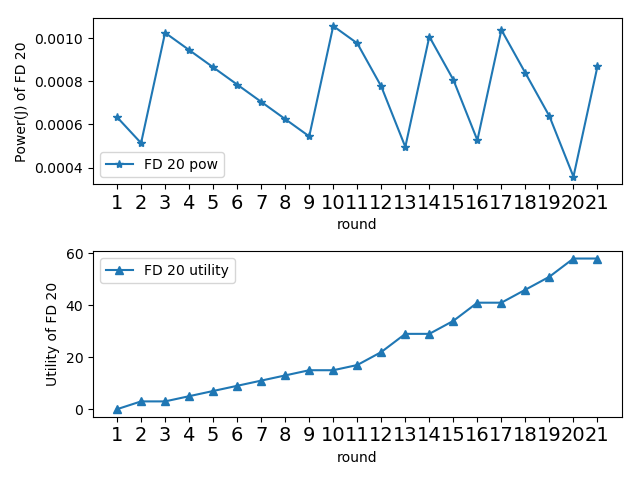 Power(J) of FD 20
0.0010
0.0008
0.0006
0.0004
FD 20 pow
1 2 3 4 5 6 7 8 9 10 11 12 13 14 15 16 17 18 19 20 21
round
Utility of FD 20
60
40
20
0
FD 20 utility
1 2 3 4 5 6 7 8 9 10 11 12 13 14 15 16 17 18 19 20 21
round